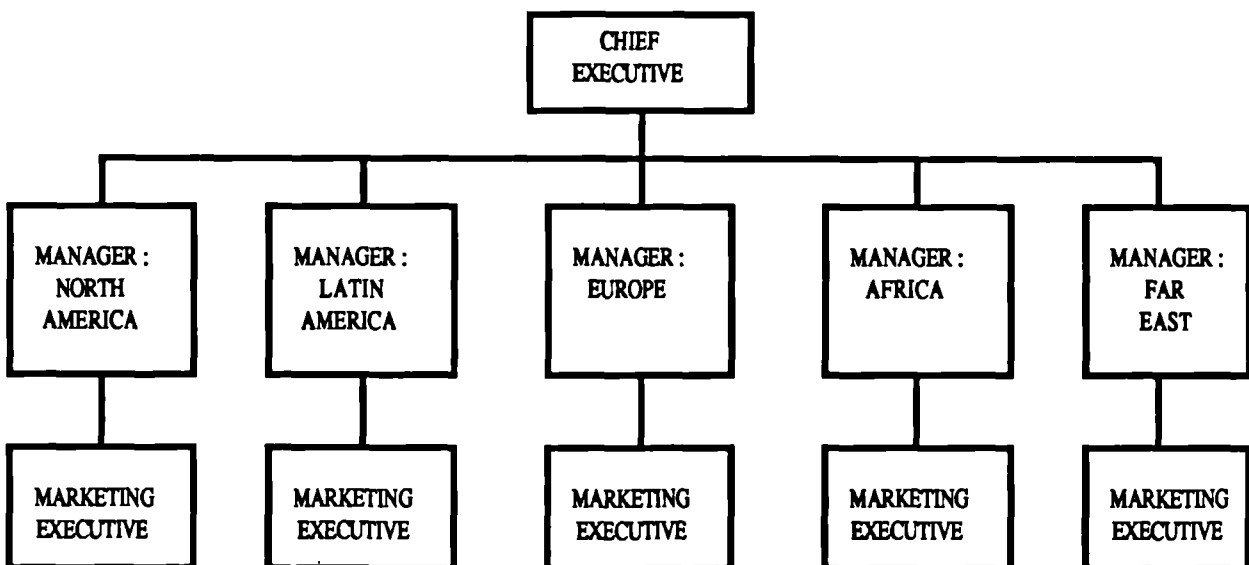 CHIEF
EXECUTIVE
MANAGER :
NORTH
AMERICA
MANAGER :
LATIN
AMERICA
MANAGER :
EUROPE
MANAGER :
AFRICA
MANAGER :
FAR
EAST
MARKETING
EXECUTIVE
MARKETING
EXECUTIVE
MARKETING
EXECUTIVE
MARKETING
EXECUTIVE
MARKETING
EXECUTIVE